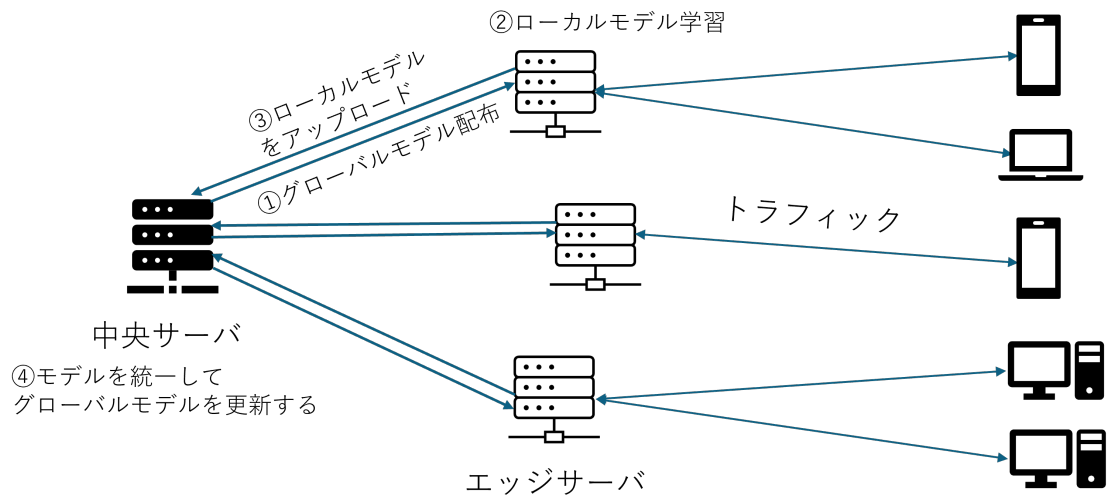 ②ローカルモデル学習
③ローカルモデル
をアップロード
①グローバルモデル配布
トラフィック
中央サーバ
④モデルを統一して
グローバルモデルを更新する
エッジサーバ